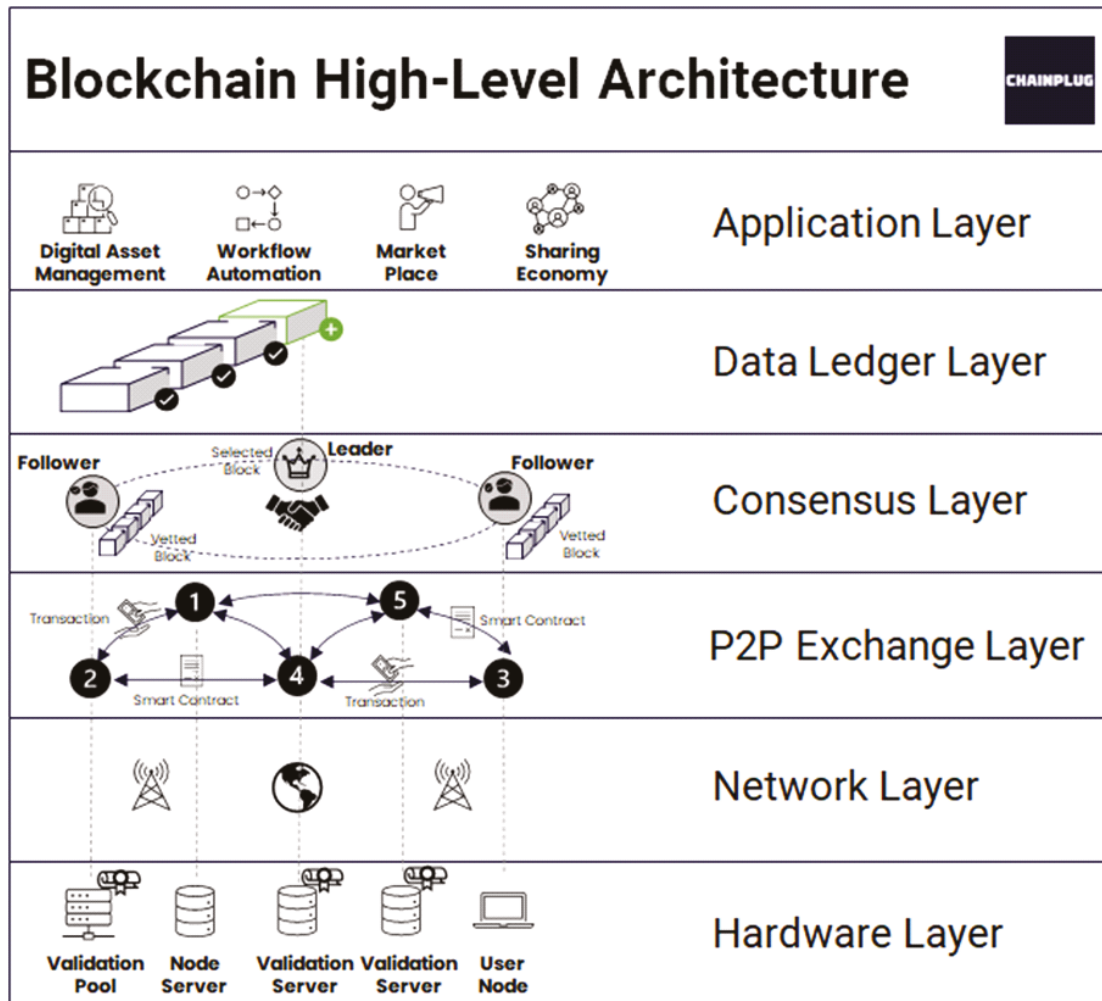 Blockchain High-Level Architecture
CHAINPLUG
Digital Asset
Management
Workflow
Automation
Market
Place
Sharing
Economy
Application Layer
Data Ledger Layer
Follower
Selected
Block
Leader
Follower
Vetted
Block
Vetted
Block
Consensus Layer
Transaction
1
5
Smart Contract
2
Smart Contract
4
Transaction
3
P2P Exchange Layer
Network Layer
Validation
Pool
Node
Server
Validation
Server
Validation
Server
User
Node
Hardware Layer